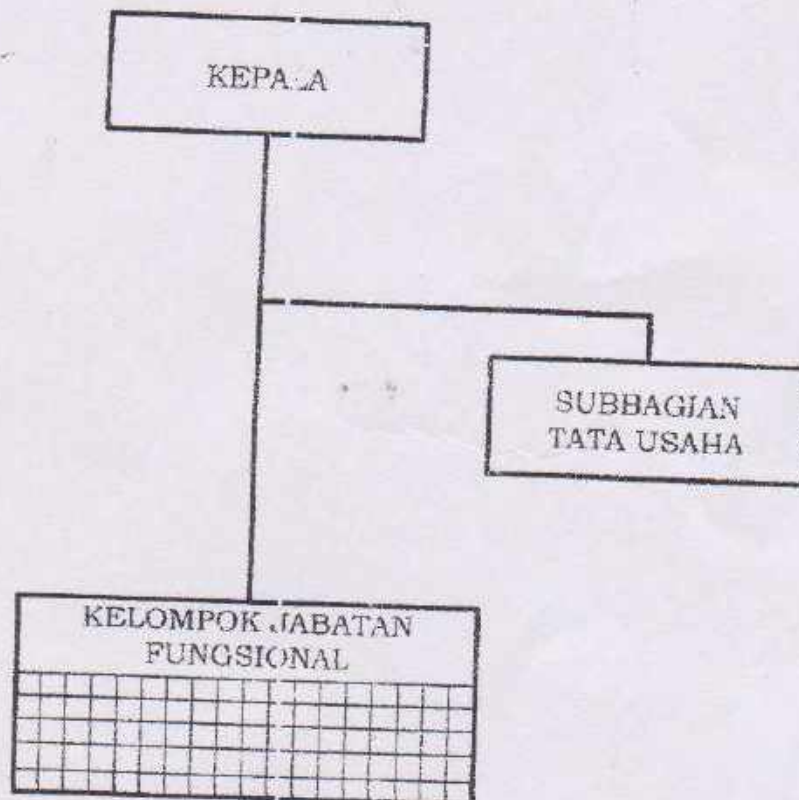 KEPALA
SUBBAGIAN
TATA USAHA
KELOMPOK JABATAN
FUNGSIONAL